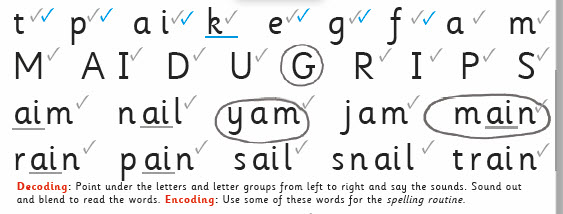 t p ai k e g f a m
M A I D U G R I P S
aim nail yam jam main
rain pain sail snail train
Decoding: Point under the letters and letter groups from left to right and say the sounds. Sound out
and blend to read the words. Encoding: Use some of these words for the spelling routine.